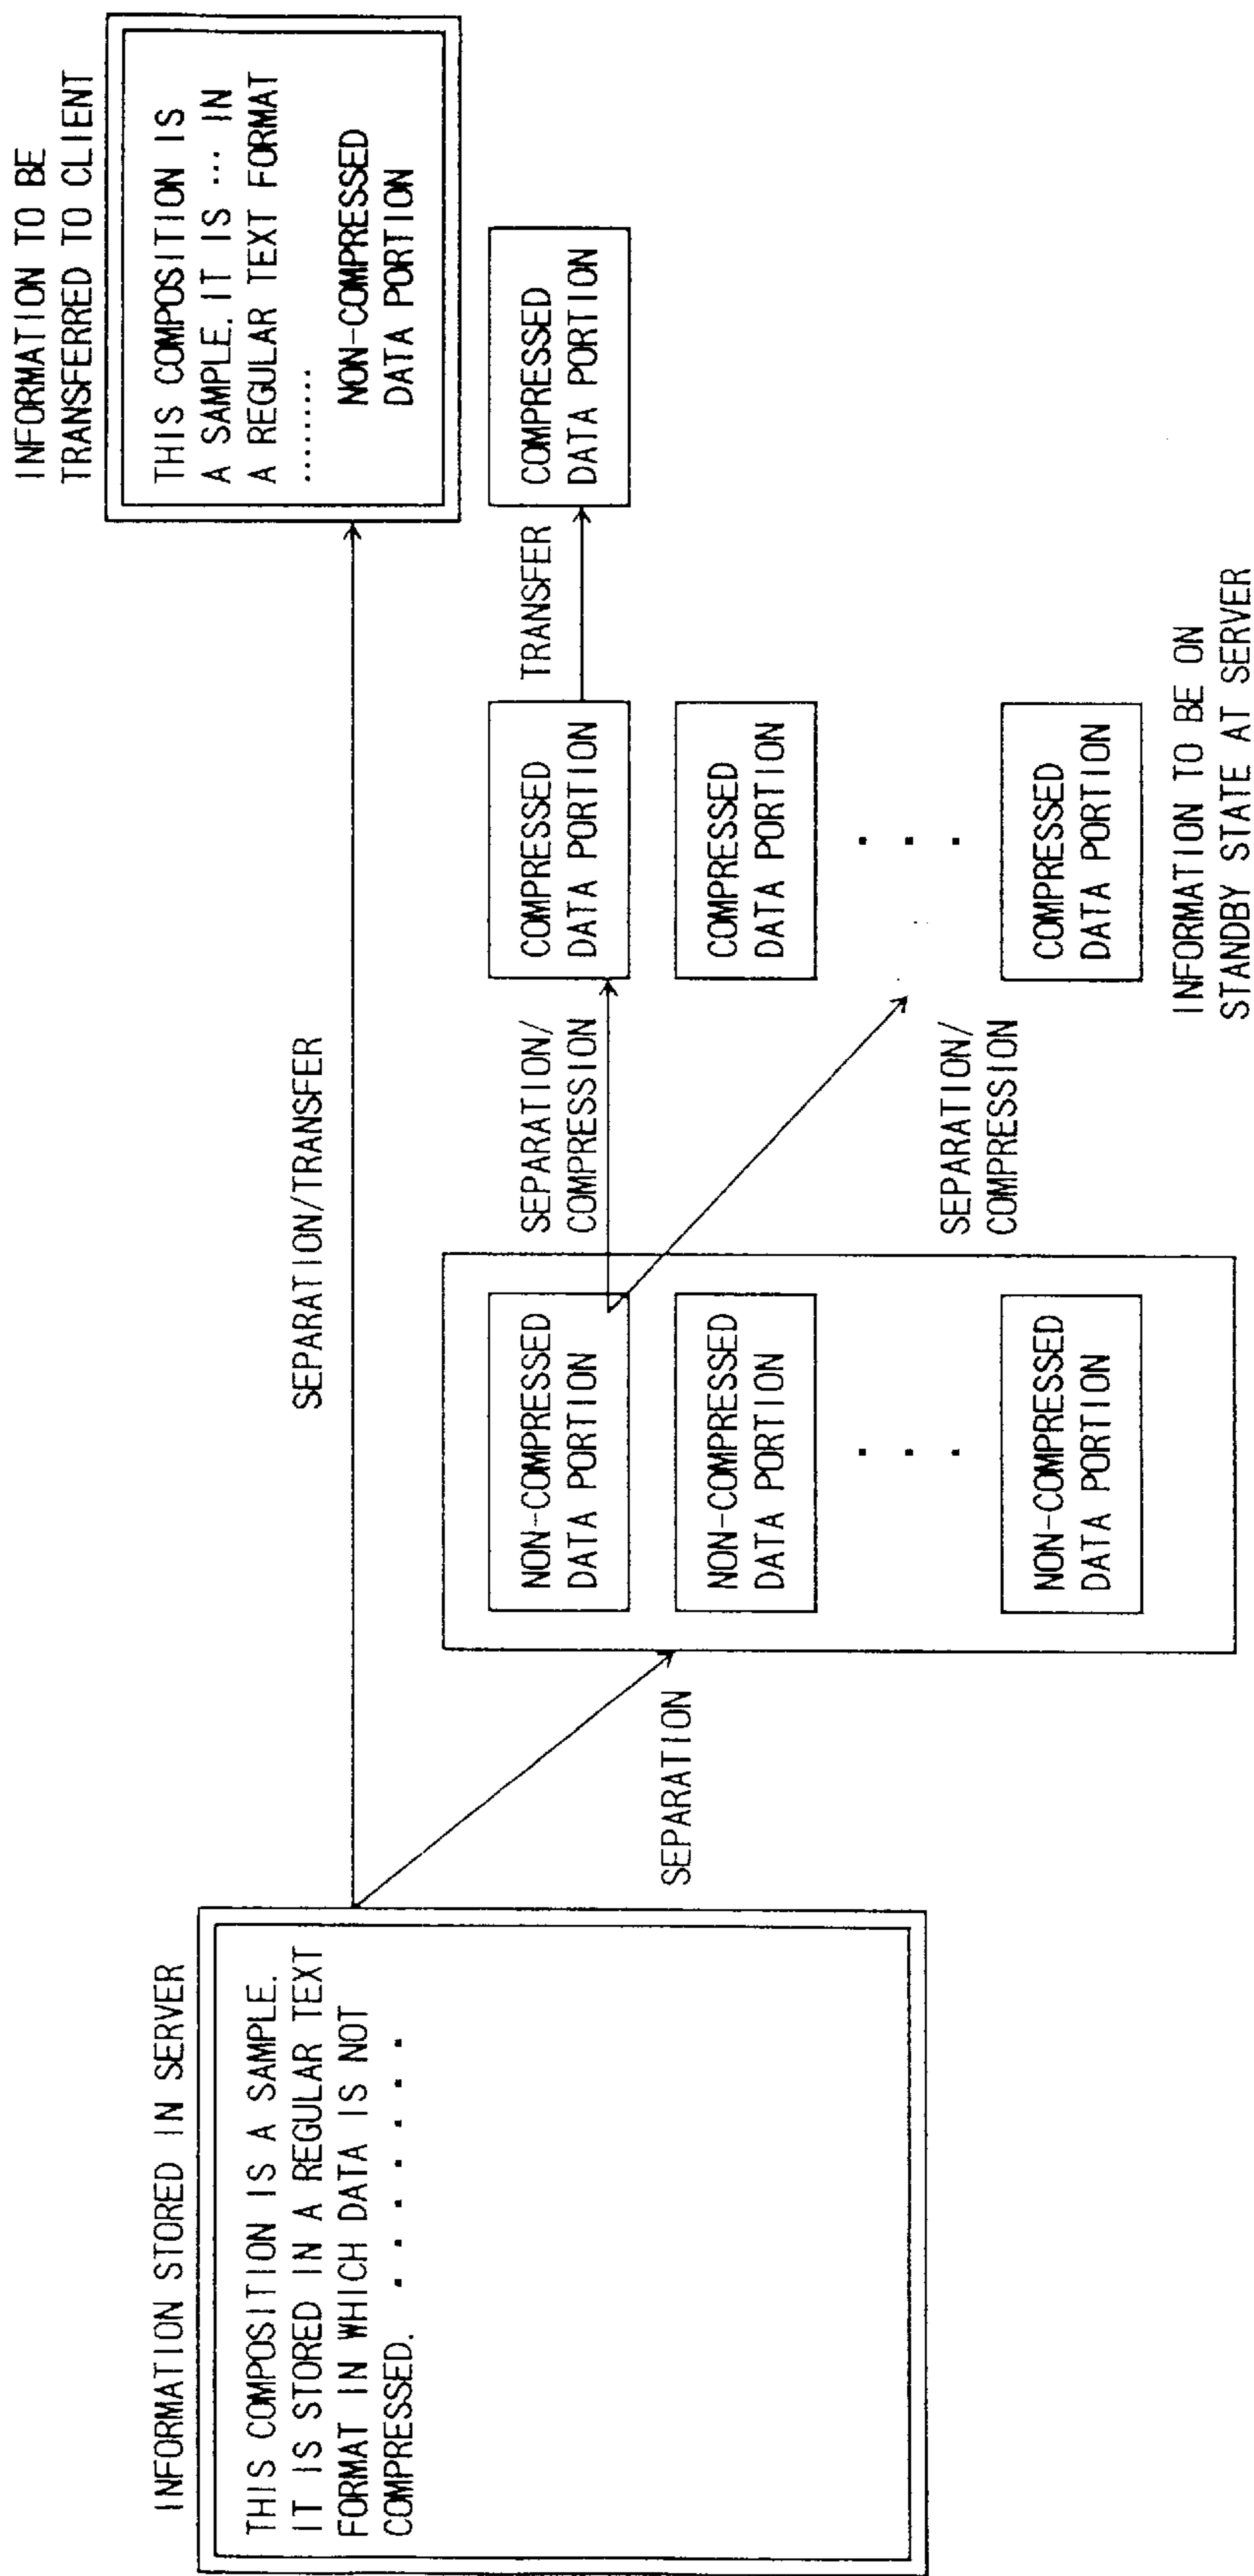 INFORMATION STORED IN SERVER
THIS COMPOSITION IS A SAMPLE.
IT IS STORED IN A REGULAR TEXT
FORMAT IN WHICH DATA IS NOT
COMPRESSED. . . . . . . .
SEPARATION/TRANSFER
SEPARATION
NON-COMPRESSED
DATA PORTION
NON-COMPRESSED
DATA PORTION
. . .
NON-COMPRESSED
DATA PORTION
SEPARATION/
COMPRESSION
SEPARATION/
COMPRESSION
COMPRESSED
DATA PORTION
COMPRESSED
DATA PORTION
. . .
COMPRESSED
DATA PORTION
INFORMATION TO BE ON
STANDBY STATE AT SERVER
TRANSFER
INFORMATION TO BE
TRANSFERRED TO CLIENT
THIS COMPOSITION IS
A SAMPLE.IT IS ... IN
A REGULAR TEXT FORMAT
........
NON-COMPRESSED
DATA PORTION
COMPRESSED
DATA PORTION